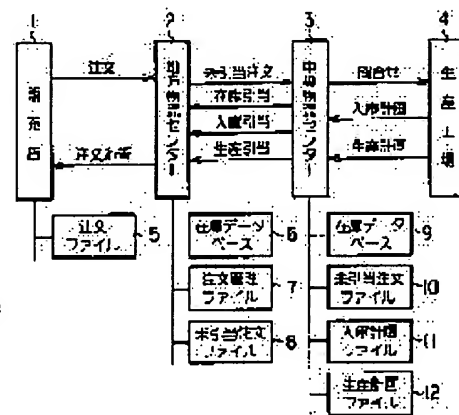 1
2
3
4
販売店
地方物流センター
中央物流センター
生産工場
注文
未引当注文
問合せ
在庫引当
入庫引当
入庫計画
生産引当
生産計画
注文
ファイル
5
在庫データ
ベース
6
在庫データ
ベース
9
注文管理
ファイル
7
未引当注文
ファイル
10
未引当注文
ファイル
8
入庫計画
ファイル
11
生産計画
ファイル
12